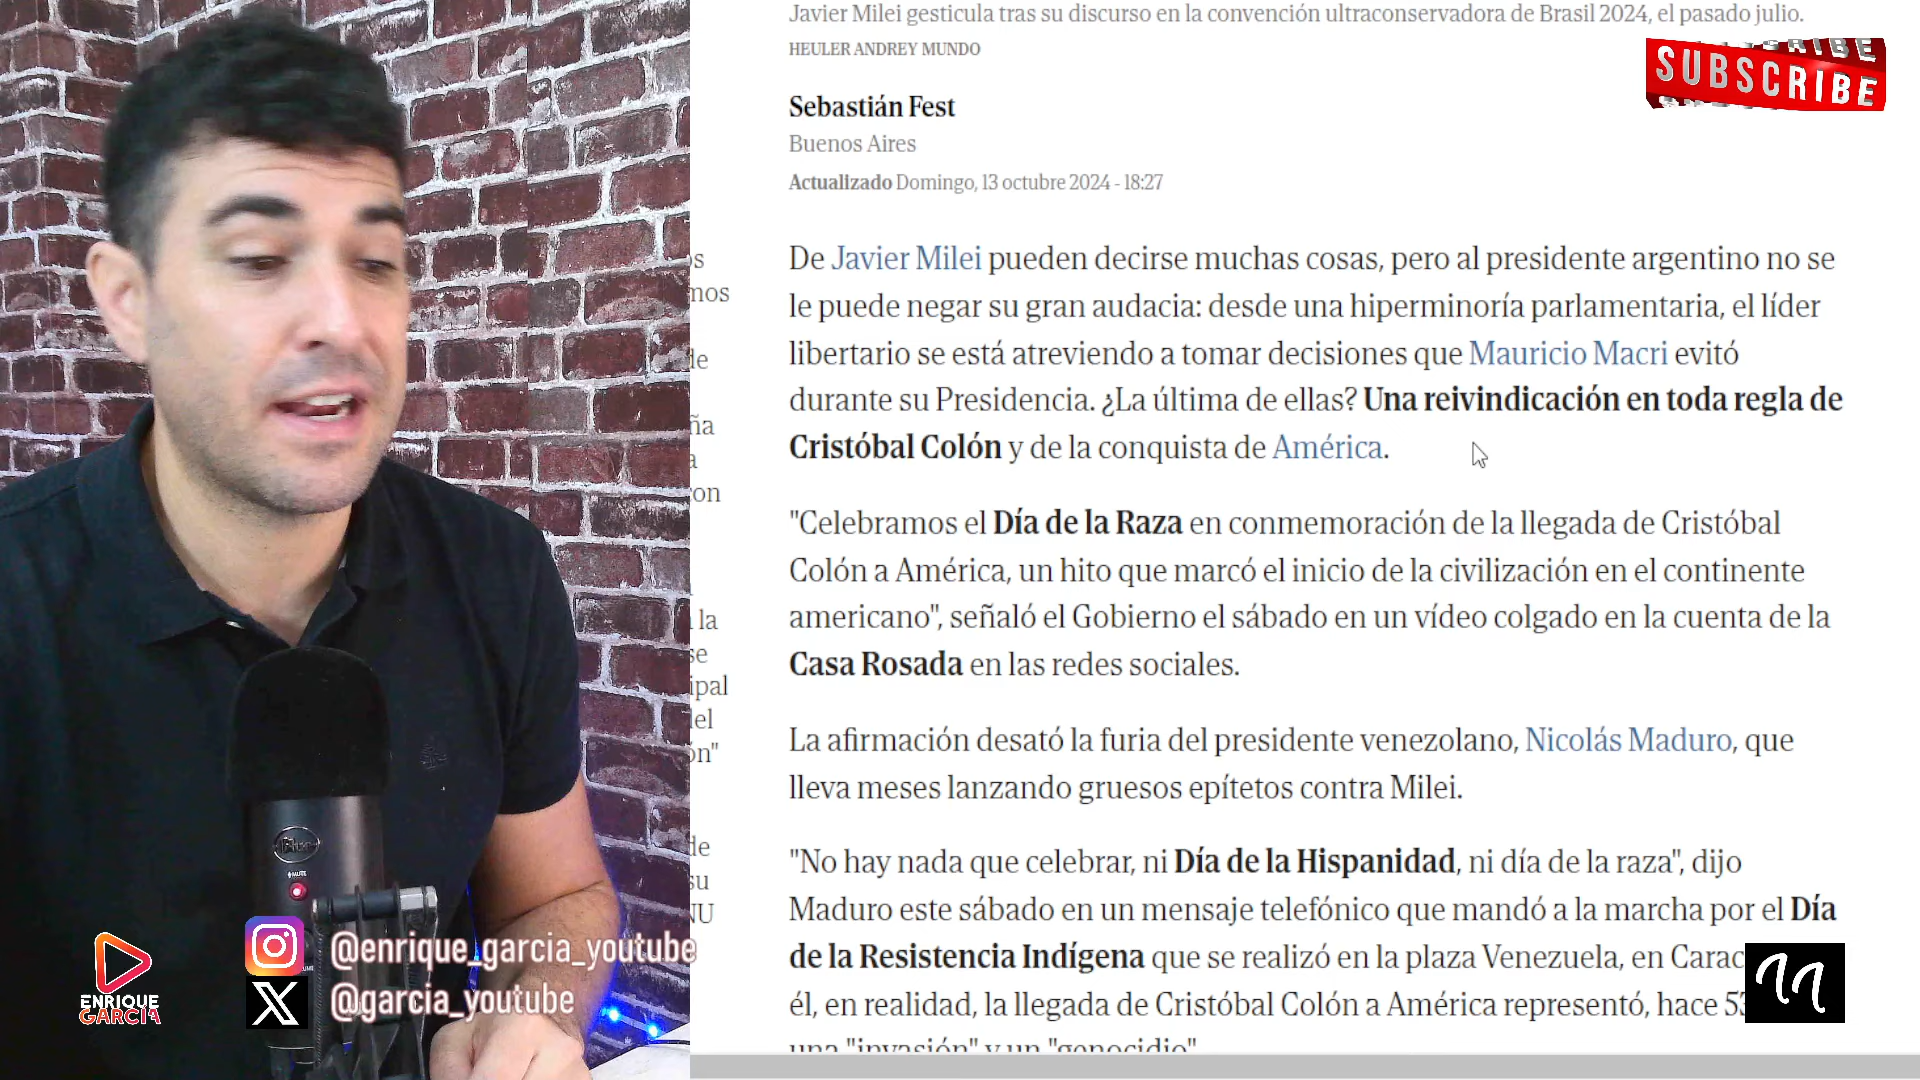 Javier Milei gesticula tras su discurso en la convención ultraconservadora de Brasil 2024, el pasado julio.
HEULER ANDREY MUNDO
SUBSCRIBE
Sebastián Fest
Buenos Aires
Actualizado Domingo, 13 octubre 2024 - 18:27
De Javier Milei pueden decirse muchas cosas, pero al presidente argentino no se
le puede negar su gran audacia: desde una hiperminoría parlamentaria, el líder
libertario se está atreviendo a tomar decisiones que Mauricio Macri evitó
durante su Presidencia. ¿La última de ellas? Una reivindicación en toda regla de
Cristóbal Colón y de la conquista de América.
"Celebramos el Día de la Raza en conmemoración de la llegada de Cristóbal
Colón a América, un hito que marcó el inicio de la civilización en el continente
americano", señaló el Gobierno el sábado en un vídeo colgado en la cuenta de la
Casa Rosada en las redes sociales.
La afirmación desató la furia del presidente venezolano, Nicolás Maduro, que
lleva meses lanzando gruesos epítetos contra Milei.
"No hay nada que celebrar, ni Día de la Hispanidad, ni día de la raza", dijo
Maduro este sábado en un mensaje telefónico que mandó a la marcha por el Día
de la Resistencia Indígena que se realizó en la plaza Venezuela, en Carac
él, en realidad, la llegada de Cristóbal Colón a América representó, hace 53
una "invasión" y un "genocidio"
MUTE
ENRIQUE
GARCIA
@enrique_garcia_youtube
@garcia_youtube